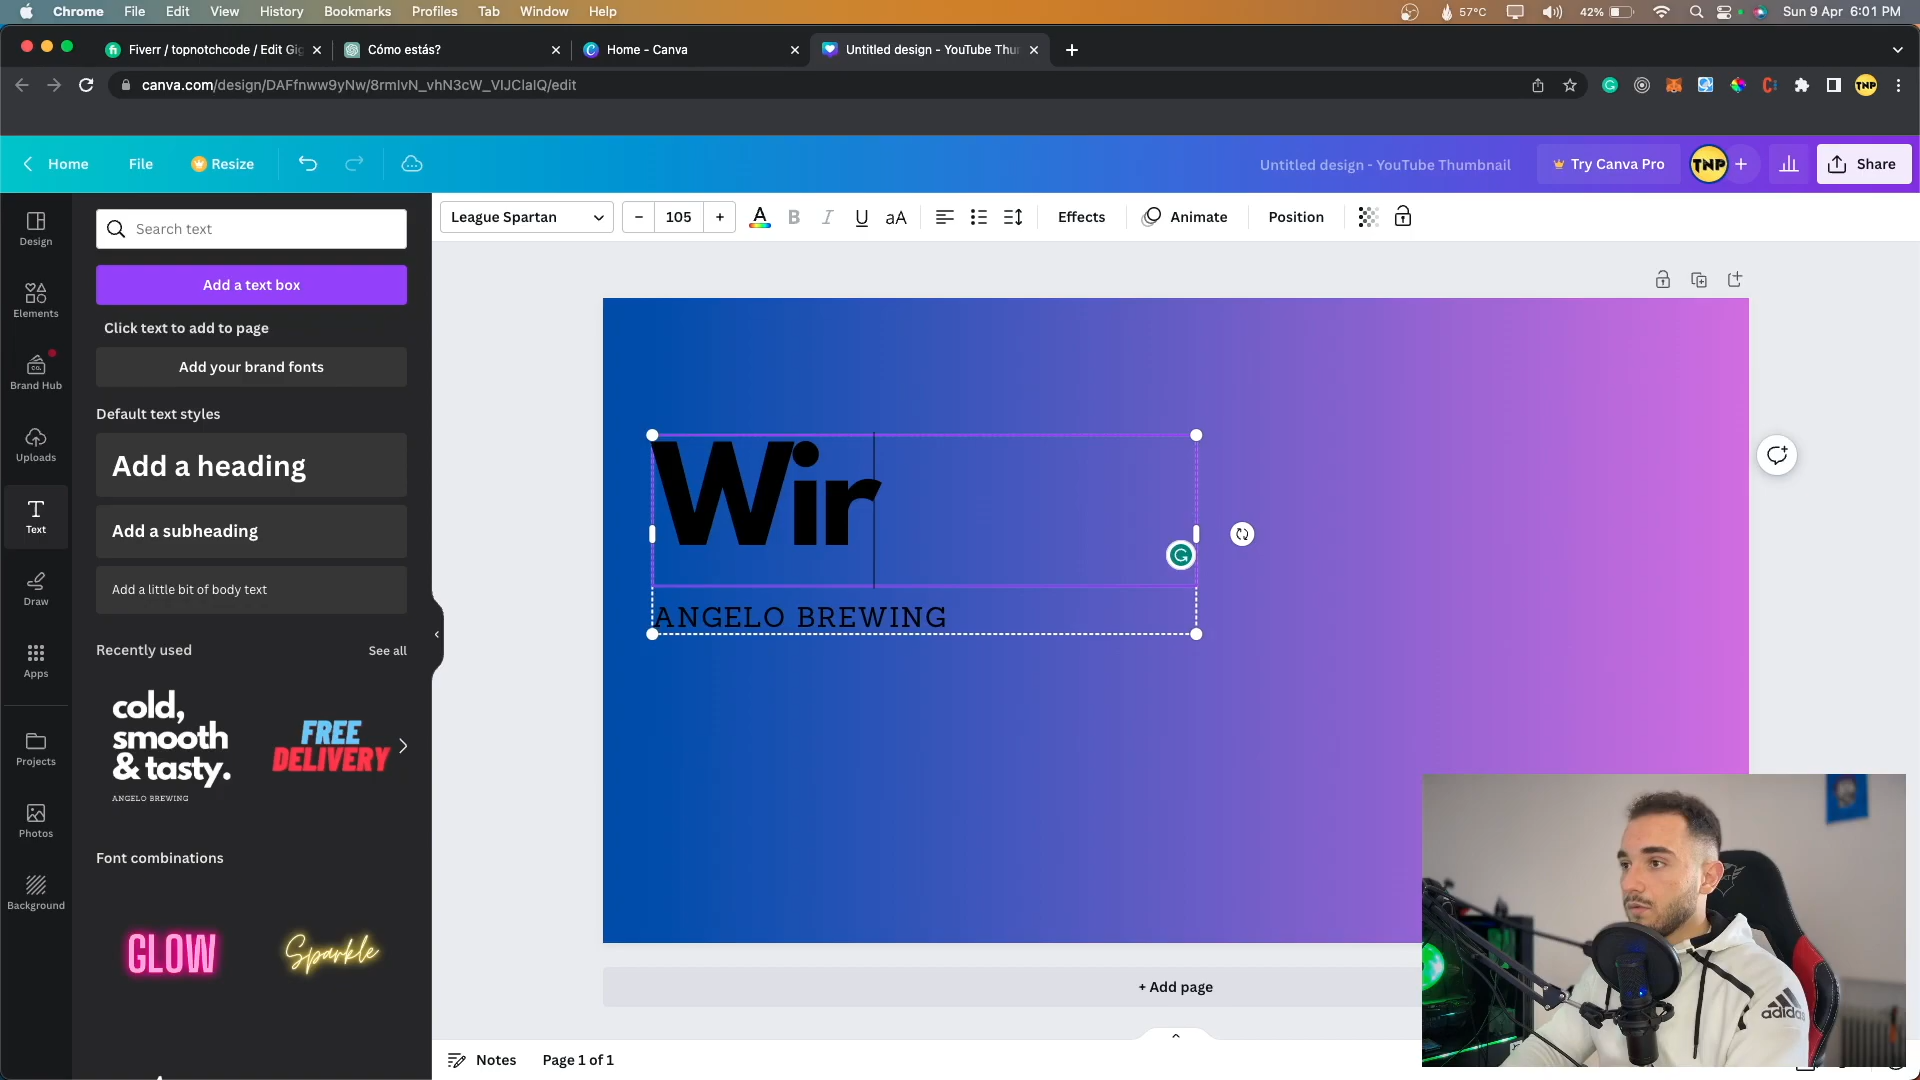 Chrome File Edit View History Bookmarks Profiles Tab Window Help 57°C 42% Sun 9 Apr 6:01 PM
Fiverr / topnotchcode / Edit Gig Cómo estás? Home - Canva Untitled design - YouTube Thu
canva.com/design/DAFfnww9yNw/8rmIvN_vhN3cW_VIJClaIQ/edit TNP
Home File Resize Untitled design - YouTube Thumbnail Try Canva Pro TNP + Share
League Spartan − 105 + A B I U aA Effects Animate Position
Design
Elements
Brand Hub
Uploads
Text
Draw
Apps
Projects
Photos
Background
Search text
Add a text box
Click text to add to page
Add your brand fonts
Default text styles
Add a heading
Add a subheading
Add a little bit of body text
Recently used See all
cold,
smooth
& tasty.
ANGELO BREWING
FREE
DELIVERY
Font combinations
GLOW
Sparkle
Wir
ANGELO BREWING
+ Add page
Notes Page 1 of 1
adidas